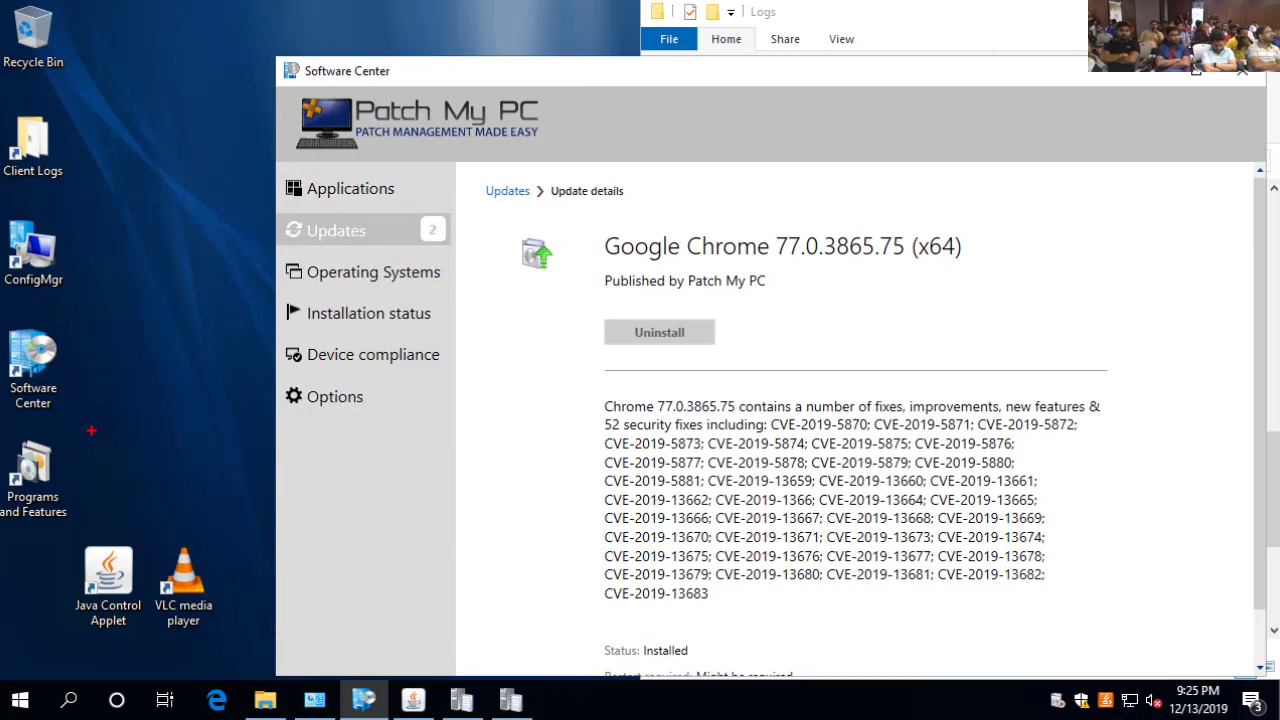 Recycle Bin
Client Logs
ConfigMgr
Software
Center
Programs
and Features
Java Control
Applet
VLC media
player
Logs
File Home Share View
Software Center
Patch My PC
PATCH MANAGEMENT MADE EASY
Applications
Updates 2
Operating Systems
Installation status
Device compliance
Options
Updates > Update details
Google Chrome 77.0.3865.75 (x64)
Published by Patch My PC
Uninstall
Chrome 77.0.3865.75 contains a number of fixes, improvements, new features &
52 security fixes including: CVE-2019-5870; CVE-2019-5871; CVE-2019-5872;
CVE-2019-5873; CVE-2019-5874; CVE-2019-5875; CVE-2019-5876;
CVE-2019-5877; CVE-2019-5878; CVE-2019-5879; CVE-2019-5880;
CVE-2019-5881; CVE-2019-13659; CVE-2019-13660; CVE-2019-13661;
CVE-2019-13662; CVE-2019-1366; CVE-2019-13664; CVE-2019-13665;
CVE-2019-13666; CVE-2019-13667; CVE-2019-13668; CVE-2019-13669;
CVE-2019-13670; CVE-2019-13671; CVE-2019-13673; CVE-2019-13674;
CVE-2019-13675; CVE-2019-13676; CVE-2019-13677; CVE-2019-13678;
CVE-2019-13679; CVE-2019-13680; CVE-2019-13681; CVE-2019-13682;
CVE-2019-13683
Status: Installed
Restart required: Might be required
9:25 PM
12/13/2019
3